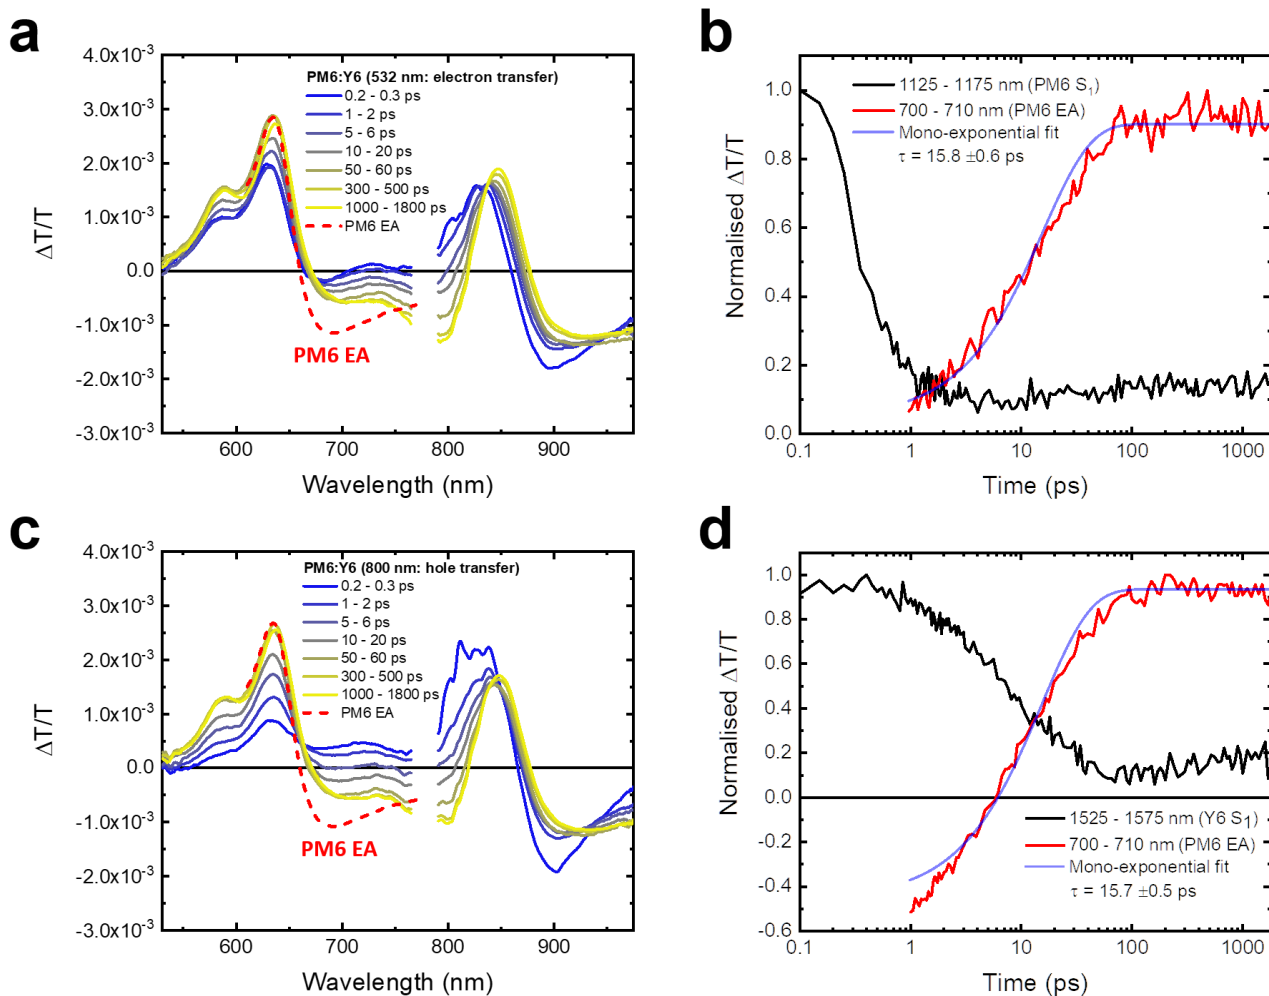 a
4.0x10⁻³
3.0x10⁻³
2.0x10⁻³
1.0x10⁻³
0.0
-1.0x10⁻³
-2.0x10⁻³
-3.0x10⁻³
ΔT/T
PM6:Y6 (532 nm: electron transfer)
0.2 - 0.3 ps
1 - 2 ps
5 - 6 ps
10 - 20 ps
50 - 60 ps
300 - 500 ps
1000 - 1800 ps
PM6 EA
PM6 EA
600 700 800 900
Wavelength (nm)
b
1.0
0.8
0.6
0.4
0.2
0.0
Normalised ΔT/T
1125 - 1175 nm (PM6 S₁)
700 - 710 nm (PM6 EA)
Mono-exponential fit
τ = 15.8 ±0.6 ps
0.1 1 10 100 1000
Time (ps)
c
4.0x10⁻³
3.0x10⁻³
2.0x10⁻³
1.0x10⁻³
0.0
-1.0x10⁻³
-2.0x10⁻³
-3.0x10⁻³
ΔT/T
PM6:Y6 (800 nm: hole transfer)
0.2 - 0.3 ps
1 - 2 ps
5 - 6 ps
10 - 20 ps
50 - 60 ps
300 - 500 ps
1000 - 1800 ps
PM6 EA
PM6 EA
600 700 800 900
Wavelength (nm)
d
1.0
0.8
0.6
0.4
0.2
0.0
-0.2
-0.4
-0.6
Normalised ΔT/T
1525 - 1575 nm (Y6 S₁)
700 - 710 nm (PM6 EA)
Mono-exponential fit
τ = 15.7 ±0.5 ps
0.1 1 10 100 1000
Time (ps)